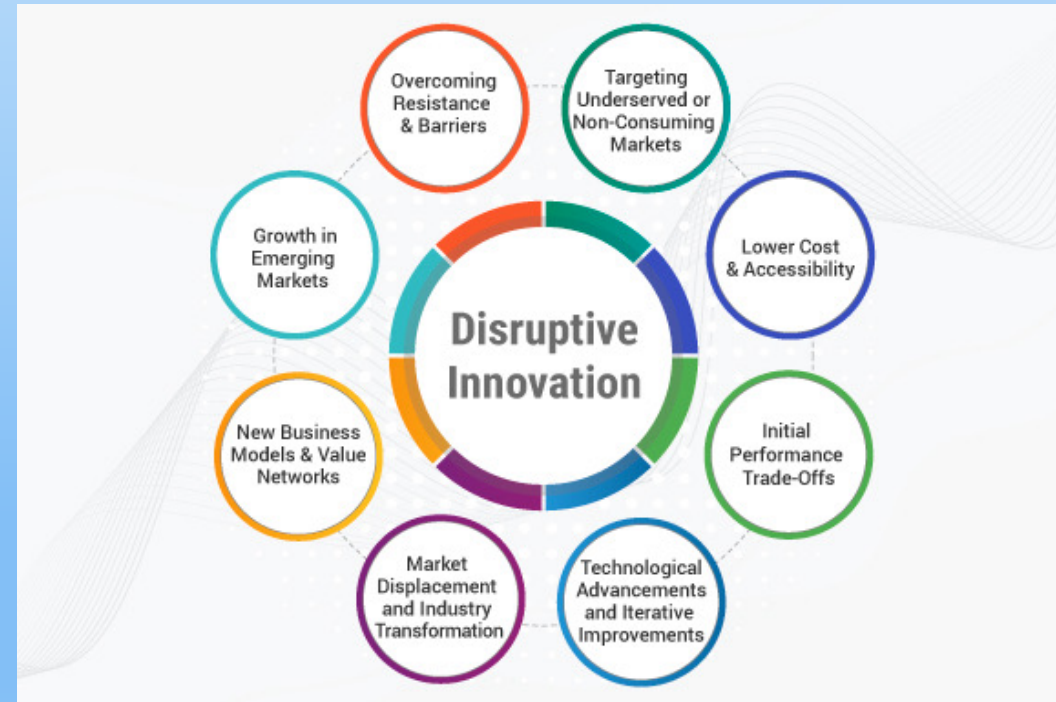 Overcoming
Resistance
& Barriers
Targeting
Underserved or
Non-Consuming
Markets
Growth in
Emerging
Markets
Lower Cost
& Accessibility
Disruptive
Innovation
New Business
Models & Value
Networks
Initial
Performance
Trade-Offs
Market
Displacement
and Industry
Transformation
Technological
Advancements
and Iterative
Improvements